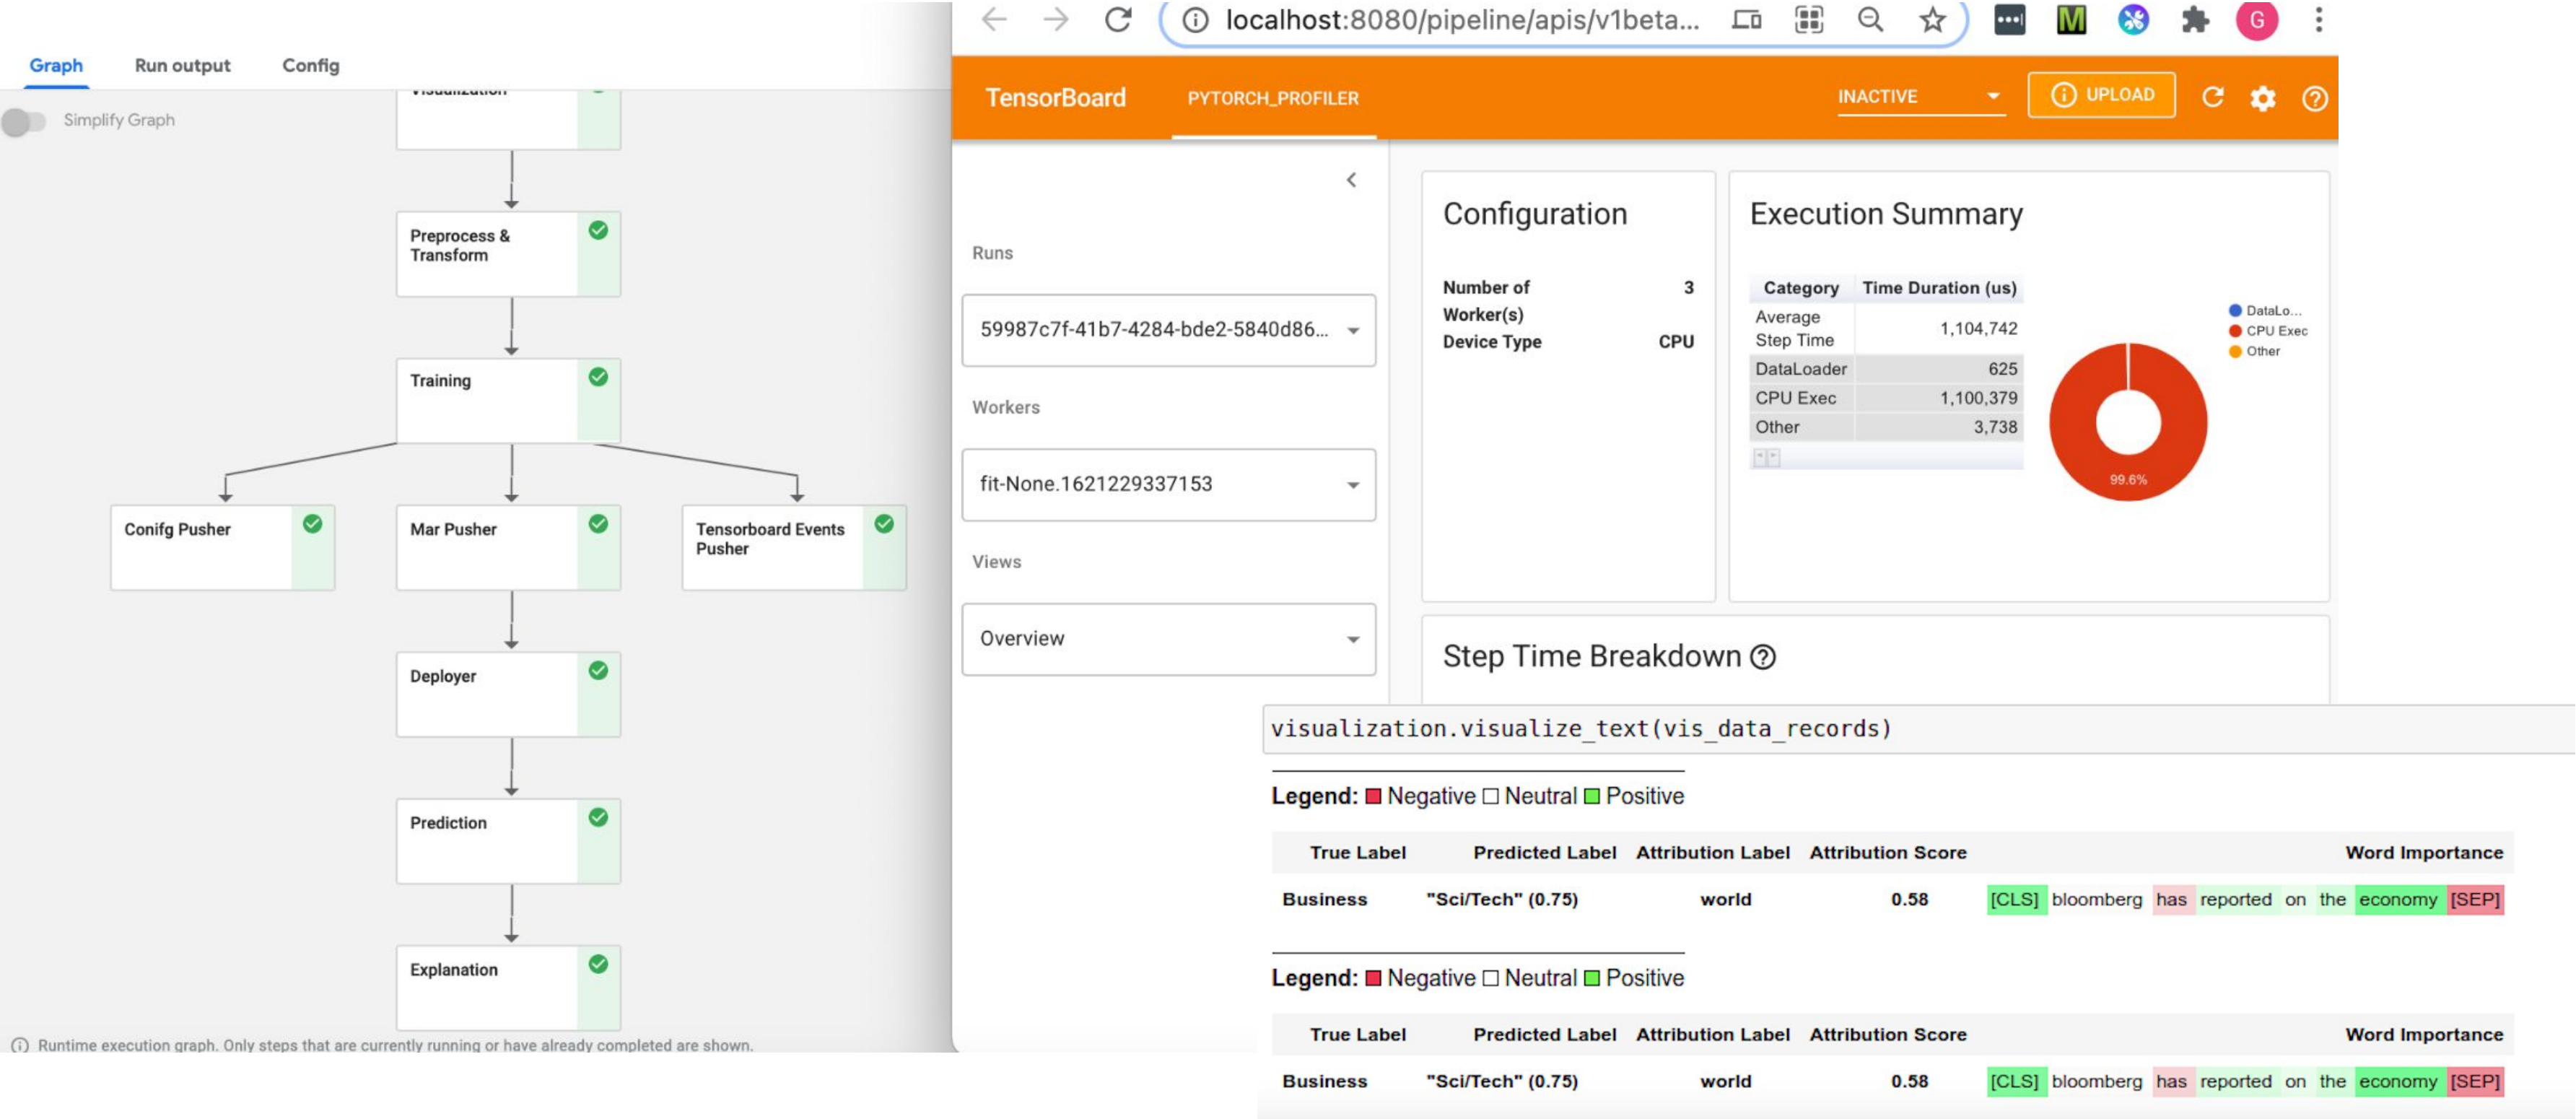 Graph Run output Config
Simplify Graph
Visualization
Preprocess &
Transform
Training
Conifg Pusher
Mar Pusher
Tensorboard Events
Pusher
Deployer
Prediction
Explanation
Runtime execution graph. Only steps that are currently running or have already completed are shown.
localhost:8080/pipeline/apis/v1beta...
M
G
TensorBoard PYTORCH_PROFILER INACTIVE UPLOAD
Runs
59987c7f-41b7-4284-bde2-5840d86...
Workers
fit-None.1621229337153
Views
Overview
Configuration
Number of 3
Worker(s)
Device Type CPU
Execution Summary
Category Time Duration (us)
Average
Step Time 1,104,742
DataLoader 625
CPU Exec 1,100,379
Other 3,738
DataLo...
CPU Exec
Other
99.6%
Step Time Breakdown
visualization.visualize_text(vis_data_records)
Legend: Negative Neutral Positive
True Label Predicted Label Attribution Label Attribution Score Word Importance
Business "Sci/Tech" (0.75) world 0.58 [CLS] bloomberg has reported on the economy [SEP]
Legend: Negative Neutral Positive
True Label Predicted Label Attribution Label Attribution Score Word Importance
Business "Sci/Tech" (0.75) world 0.58 [CLS] bloomberg has reported on the economy [SEP]